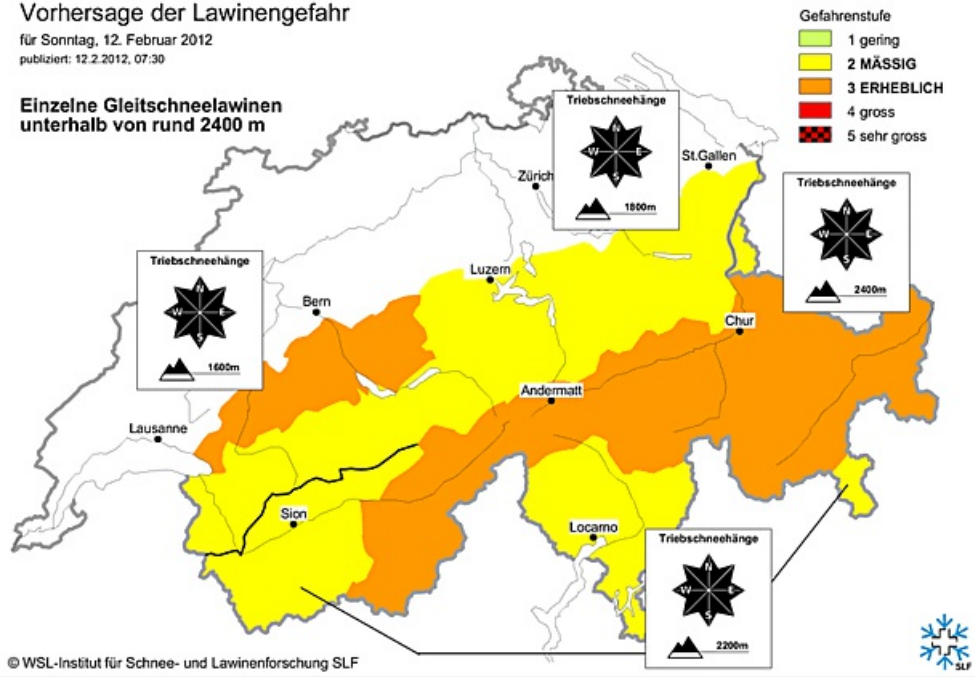 Vorhersage der Lawinengefahr
für Sonntag, 12. Februar 2012
publiziert: 12.2.2012, 07:30
Einzelne Gleitschneelawinen
unterhalb von rund 2400 m
Gefahrenstufe
1 gering
2 MÄSSIG
3 ERHEBLICH
4 gross
5 sehr gross
Triebschneehänge
N
W E
S
1800m
St.Gallen
Zürich
Triebschneehänge
N
W E
S
2400m
Triebschneehänge
N
W E
S
1600m
Luzern
Bern
Chur
Andermatt
Lausanne
Sion
Locarno
Triebschneehänge
N
W E
S
2200m
© WSL-Institut für Schnee- und Lawinenforschung SLF
SLF